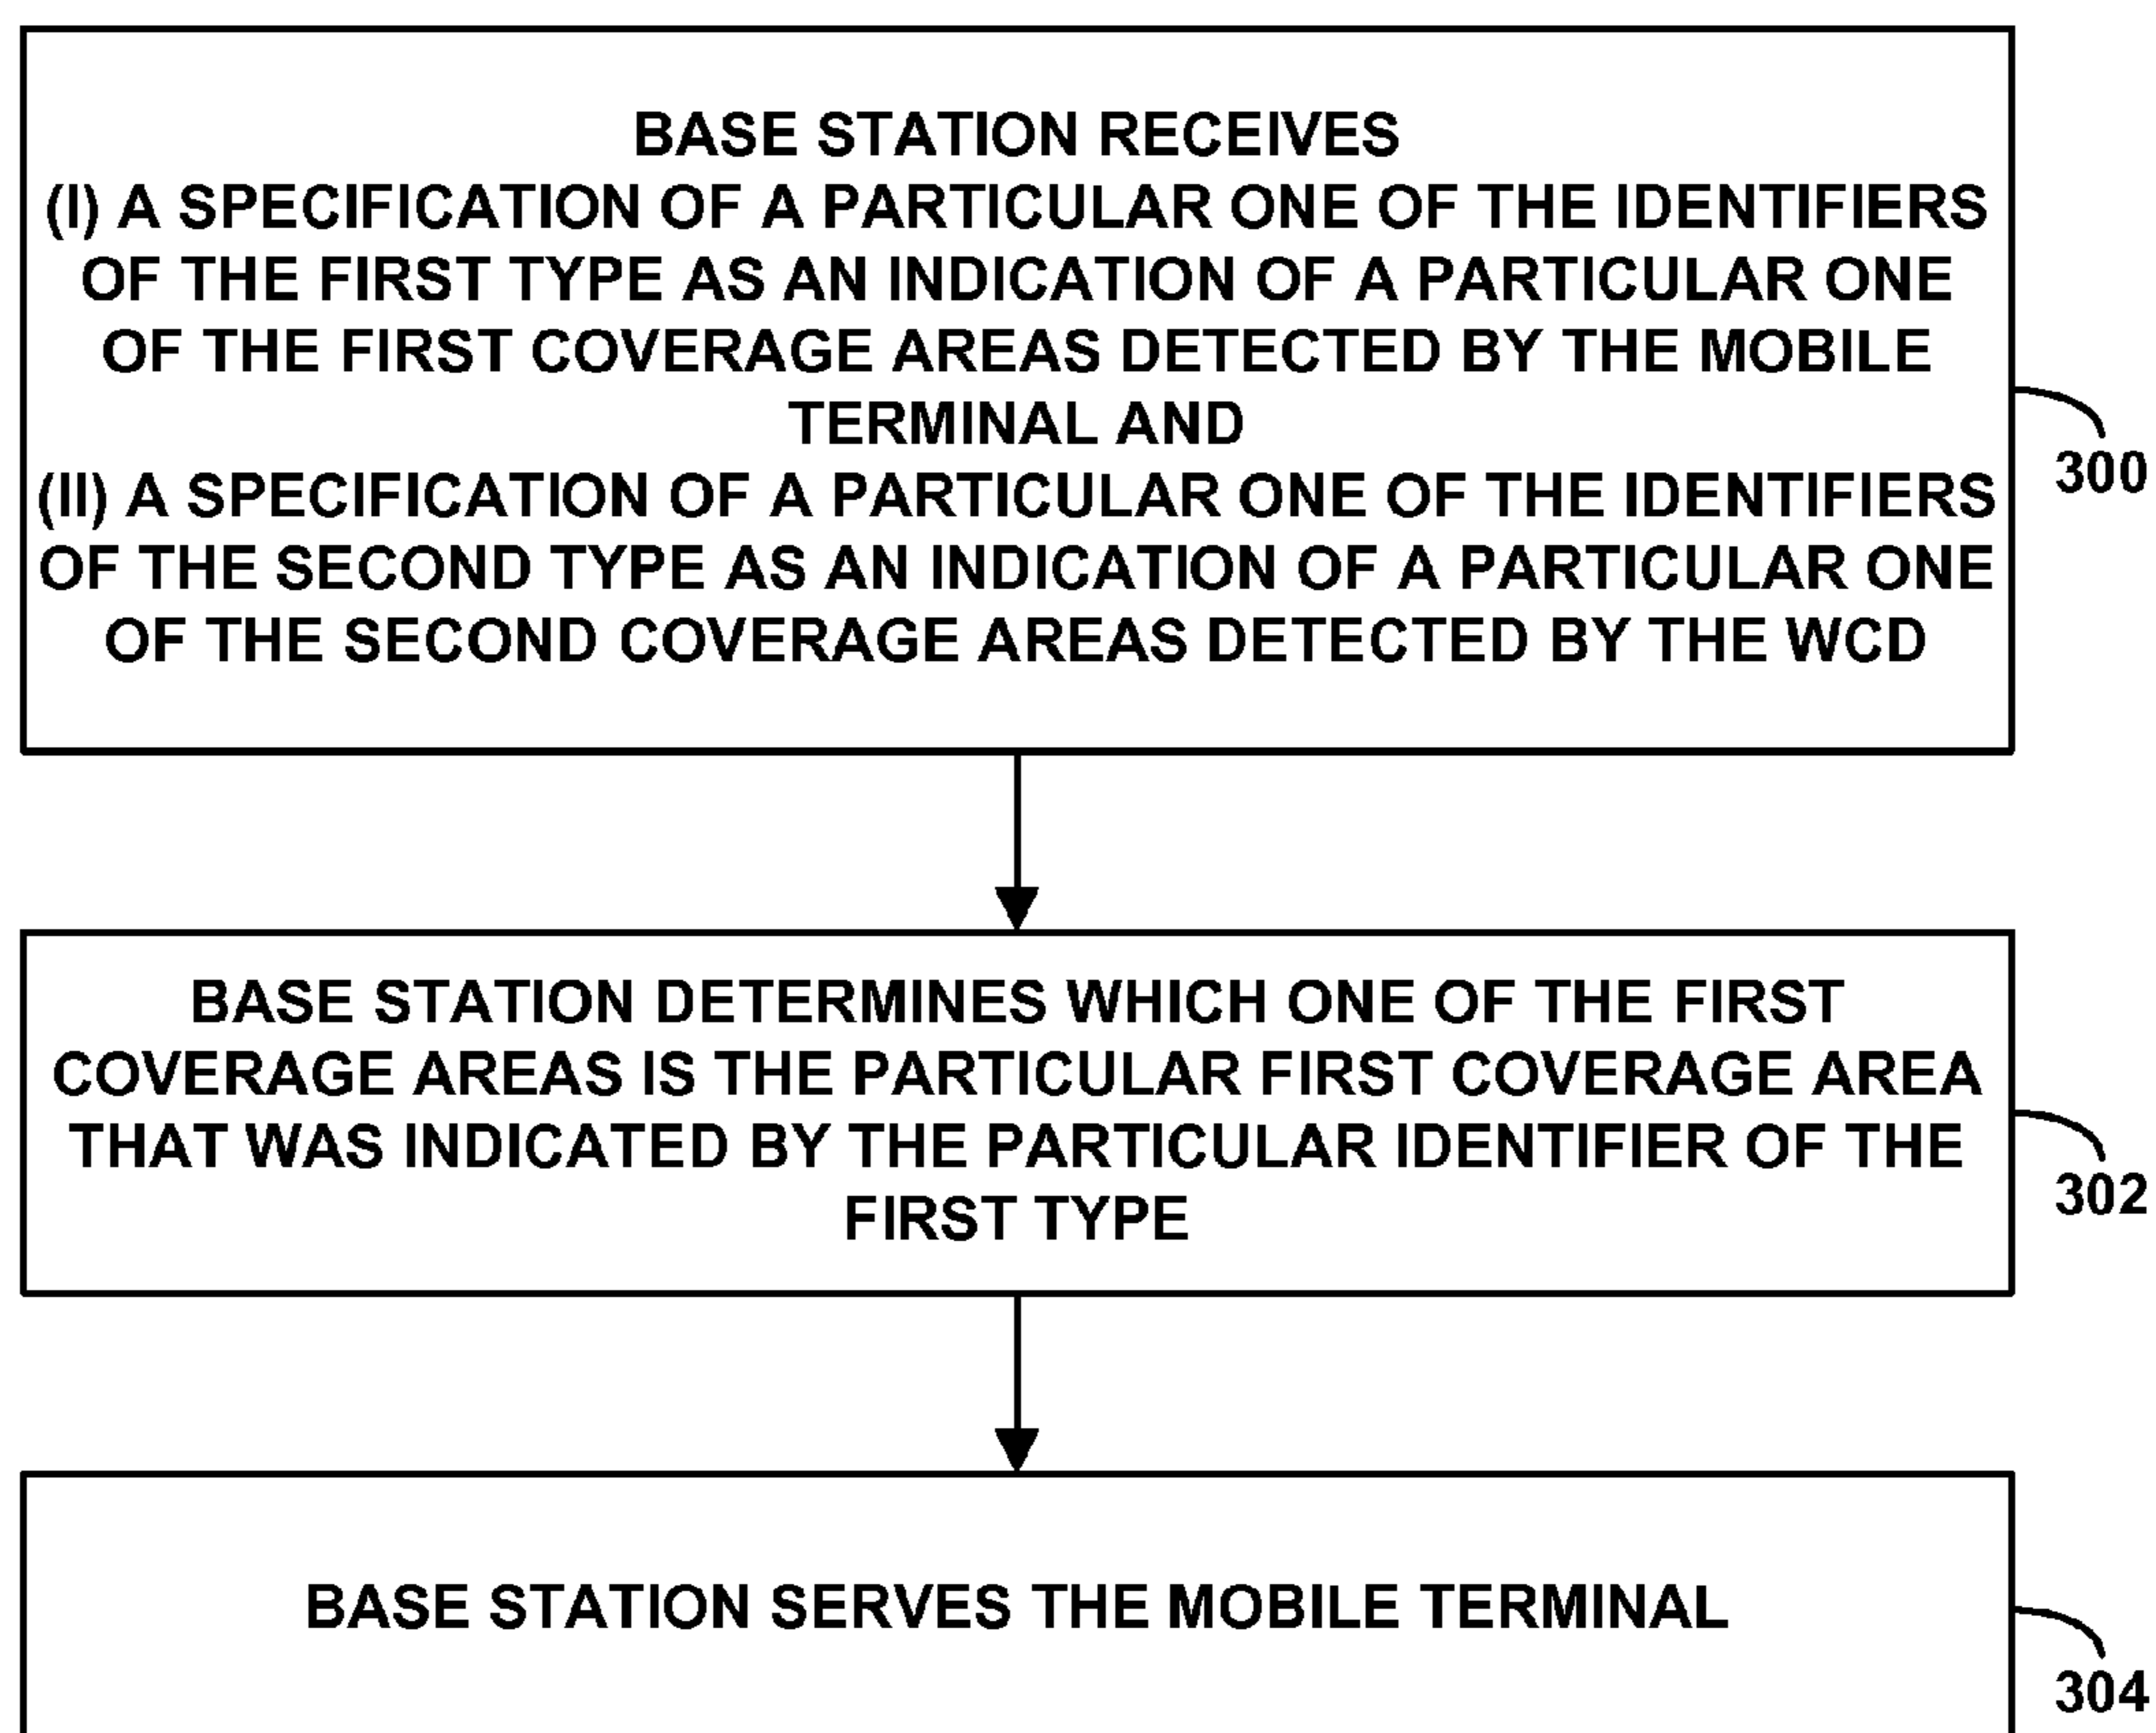 BASE STATION RECEIVES
(I) A SPECIFICATION OF A PARTICULAR ONE OF THE IDENTIFIERS
OF THE FIRST TYPE AS AN INDICATION OF A PARTICULAR ONE
OF THE FIRST COVERAGE AREAS DETECTED BY THE MOBILE
TERMINAL AND
(II) A SPECIFICATION OF A PARTICULAR ONE OF THE IDENTIFIERS
OF THE SECOND TYPE AS AN INDICATION OF A PARTICULAR ONE
OF THE SECOND COVERAGE AREAS DETECTED BY THE WCD
300
BASE STATION DETERMINES WHICH ONE OF THE FIRST
COVERAGE AREAS IS THE PARTICULAR FIRST COVERAGE AREA
THAT WAS INDICATED BY THE PARTICULAR IDENTIFIER OF THE
FIRST TYPE
302
BASE STATION SERVES THE MOBILE TERMINAL
304